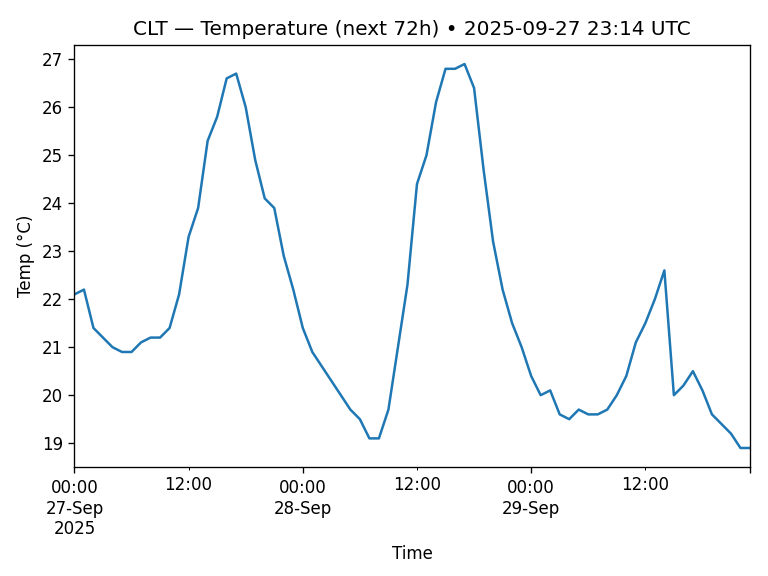 CLT — Temperature (next 72h) • 2025-09-27 23:14 UTC
27
26
25
24
23
22
21
20
19
Temp (°C)
00:00 12:00 00:00 12:00 00:00 12:00
27-Sep 28-Sep 29-Sep
2025
Time